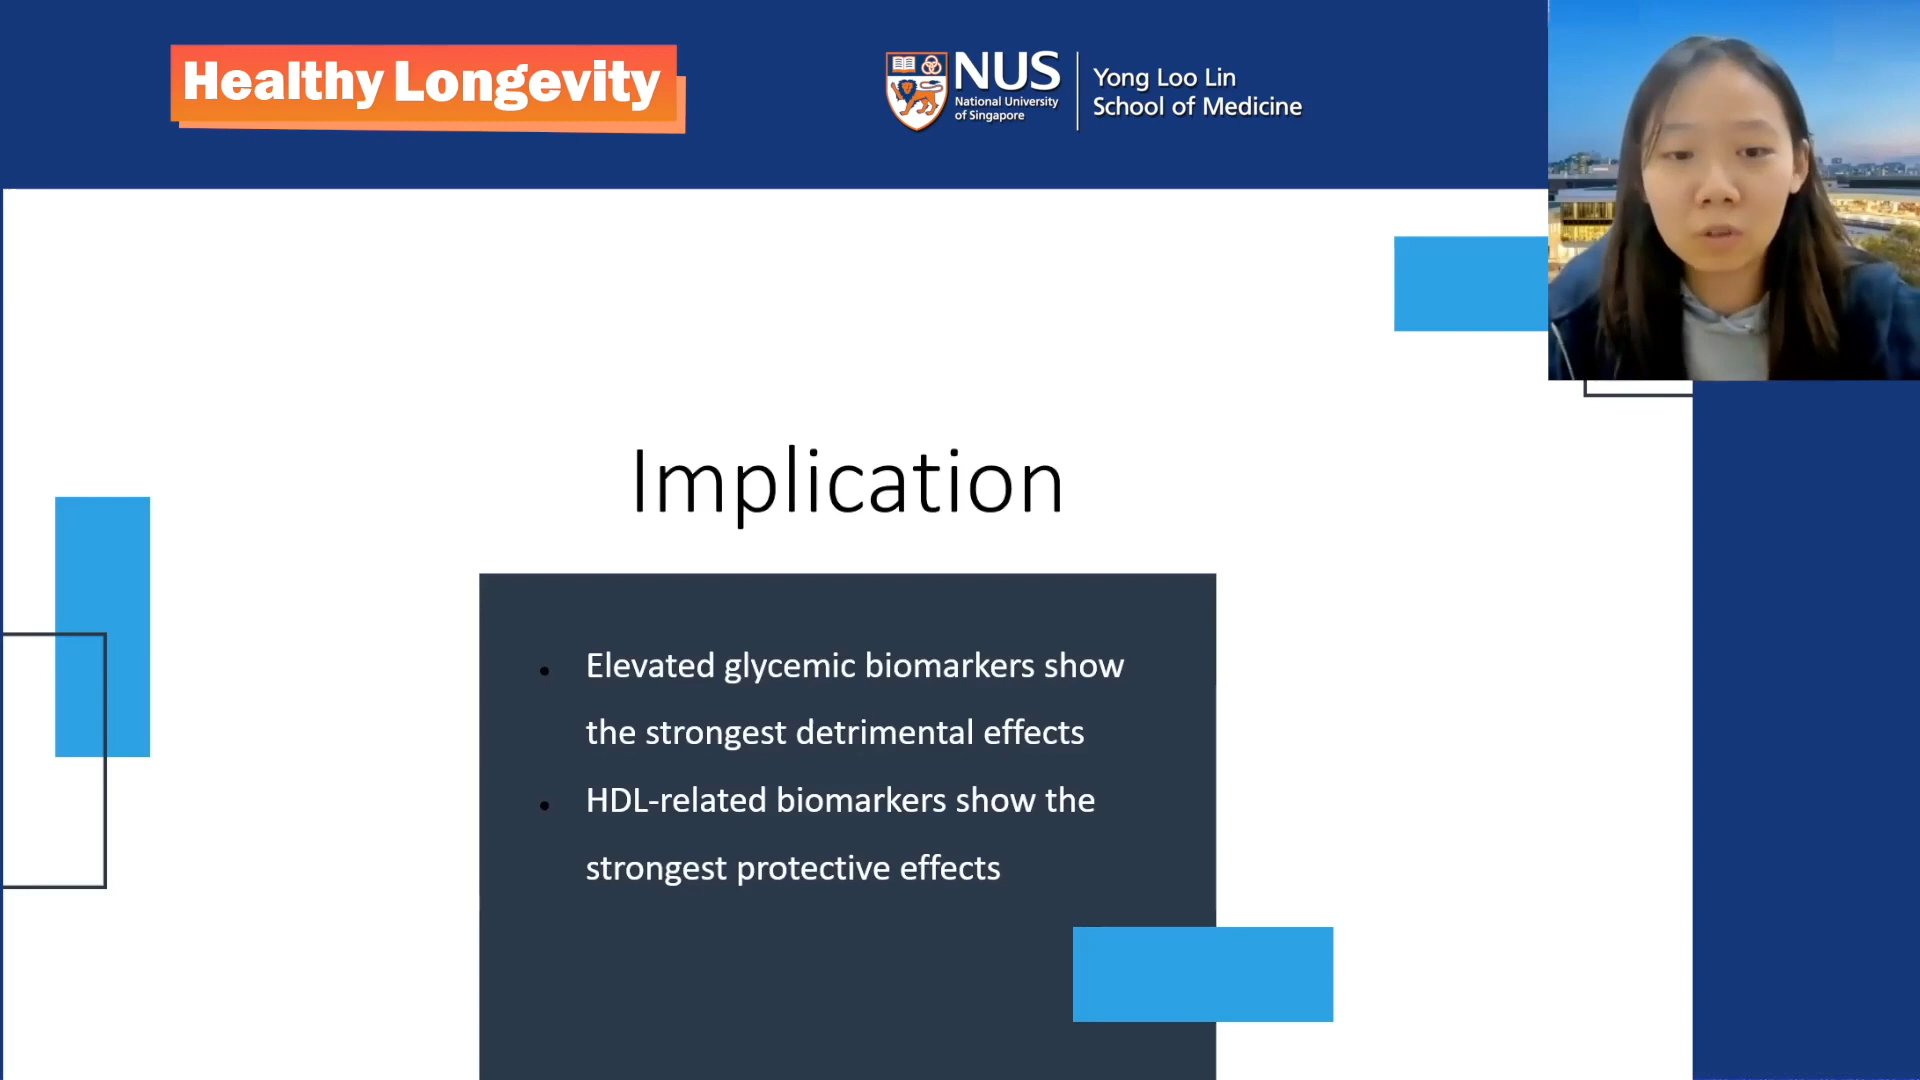 Healthy Longevity
NUS
National University
of Singapore
Yong Loo Lin
School of Medicine
Implication
Elevated glycemic biomarkers show
the strongest detrimental effects
HDL-related biomarkers show the
strongest protective effects